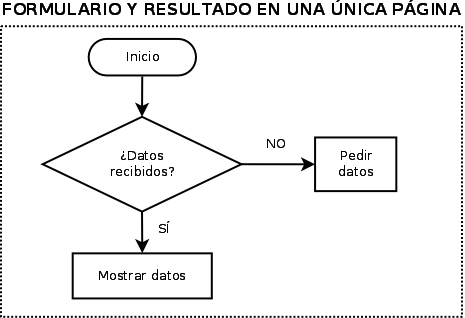 FORMULARIO Y RESULTADO EN UNA ÚNICA PÁGINA
Inicio
¿Datos
recibidos?
NO
Pedir
datos
SÍ
Mostrar datos